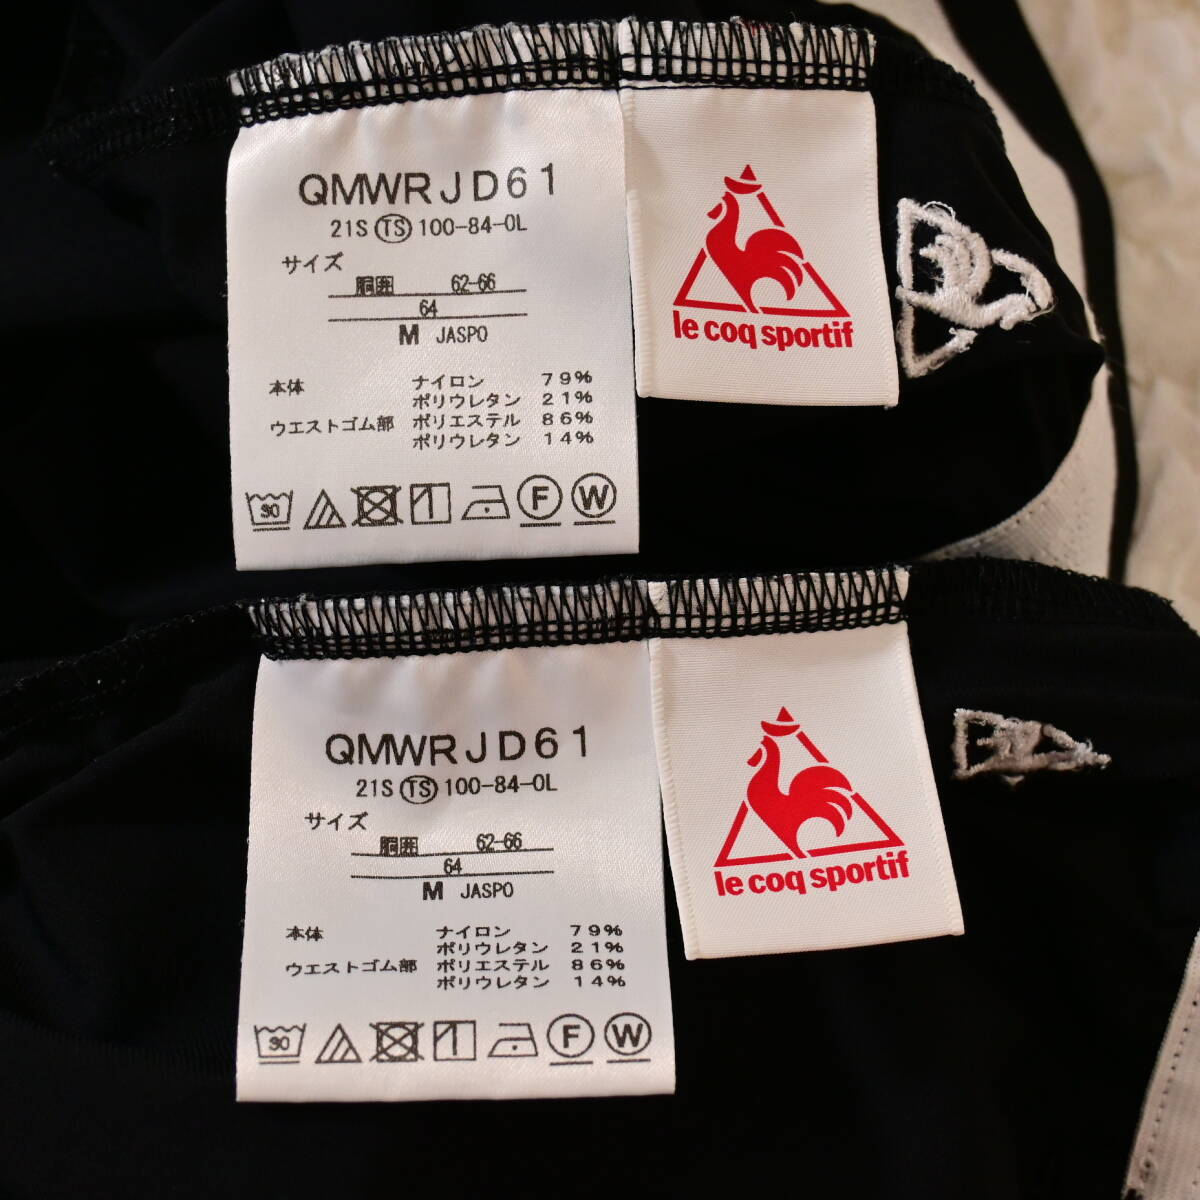 QMWRJD61
21S TS 100-84-0L
サイズ
胴囲 62-66
64
M JASPO
本体 ナイロン 79%
ポリウレタン 21%
ウエストゴム部 ポリエステル 86%
ポリウレタン 14%
30 F W
le coq sportif
QMWRJD61
21S TS 100-84-0L
サイズ
胴囲 62-66
64
M JASPO
本体 ナイロン 79%
ポリウレタン 21%
ウエストゴム部 ポリエステル 86%
ポリウレタン 14%
30 F W
le coq sportif